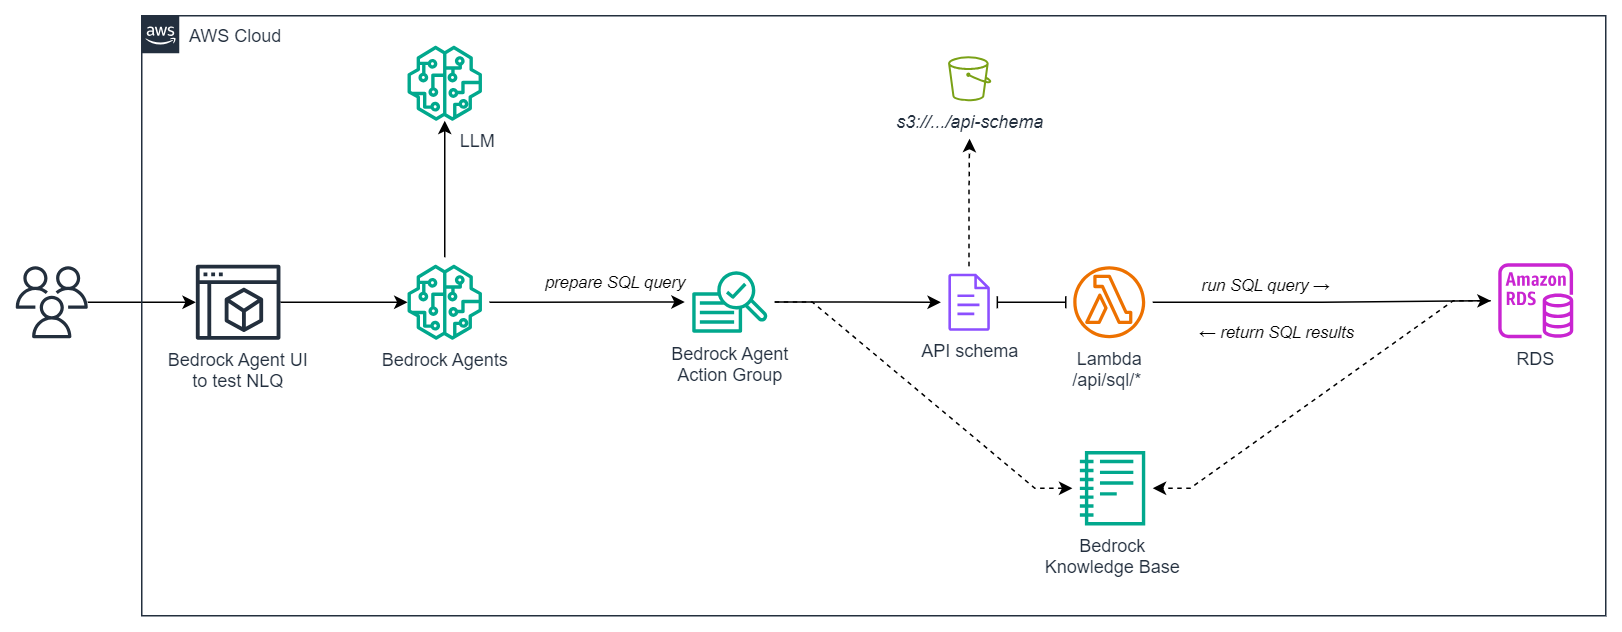 aws
AWS Cloud
LLM
s3://.../api-schema
Bedrock Agent UI
to test NLQ
Bedrock Agents
prepare SQL query
Bedrock Agent
Action Group
API schema
Lambda
/api/sql/*
run SQL query →
← return SQL results
Amazon
RDS
RDS
Bedrock
Knowledge Base